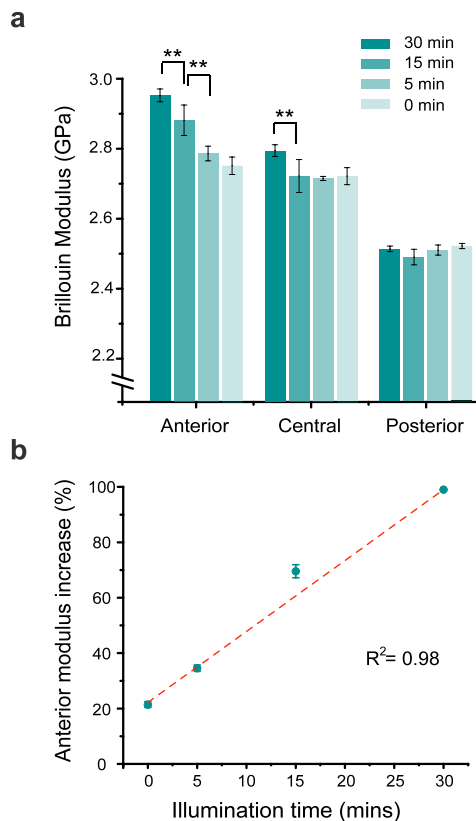 a
** **
**
30 min
15 min
5 min
0 min
Brillouin Modulus (GPa)
3.0
2.8
2.6
2.4
2.2
Anterior Central Posterior
b
Anterior modulus increase (%)
100
80
60
40
20
0
R²= 0.98
0 5 10 15 20 25 30
Illumination time (mins)